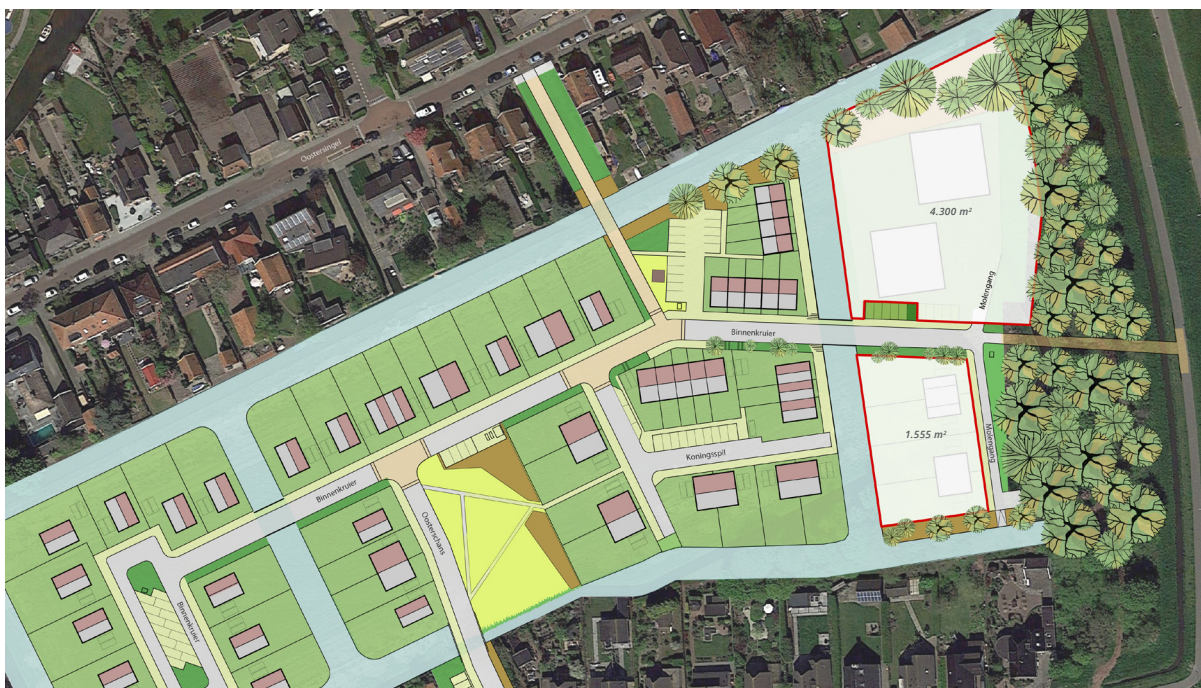 Oostersingel
4.300 m²
Molengang
Binnenkruier
1.555 m²
Molengang
Koningsspil
Binnenkruier
Oosterschans
Binnenkruier